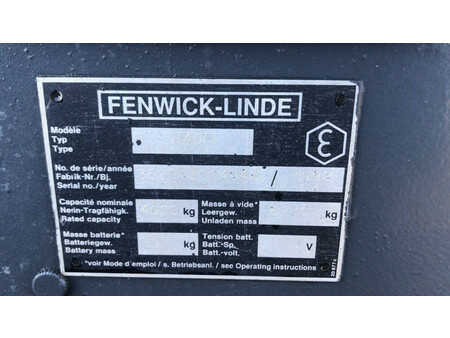 FENWICK-LINDE
Modèle
Typ
Type
No. de série/année
Fabrik-Nr./Bj.
Serial no./year
/
Capacité nominale
Nenn-Tragfähigk.
Rated capacity
kg
Masse à vide*
Leergew.
Unladen mass
kg
Masse batterie*
Batteriegew.
Battery mass
kg
Tension batt.
Batt.-Sp.
Batt.-volt.
V
*voir Mode d'emploi / s. Betriebsanl. / see Operating instructions